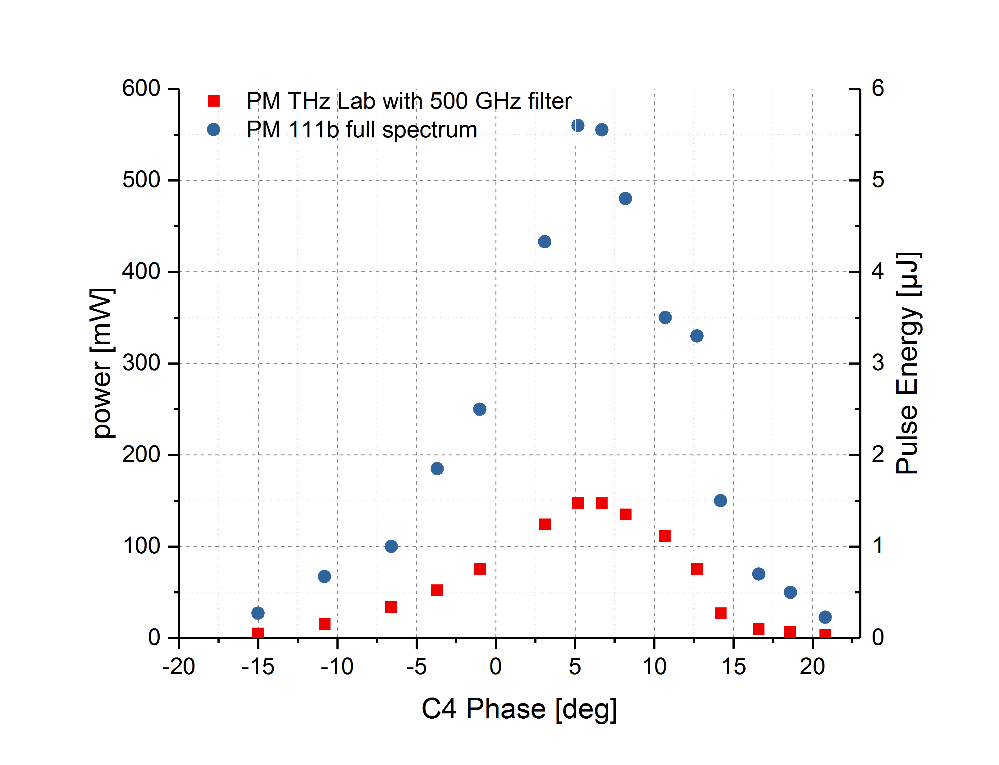 PM THz Lab with 500 GHz filter
PM 111b full spectrum
600
500
400
300
200
100
0
power [mW]
6
5
4
3
2
1
0
Pulse Energy [µJ]
-20 -15 -10 -5 0 5 10 15 20
C4 Phase [deg]